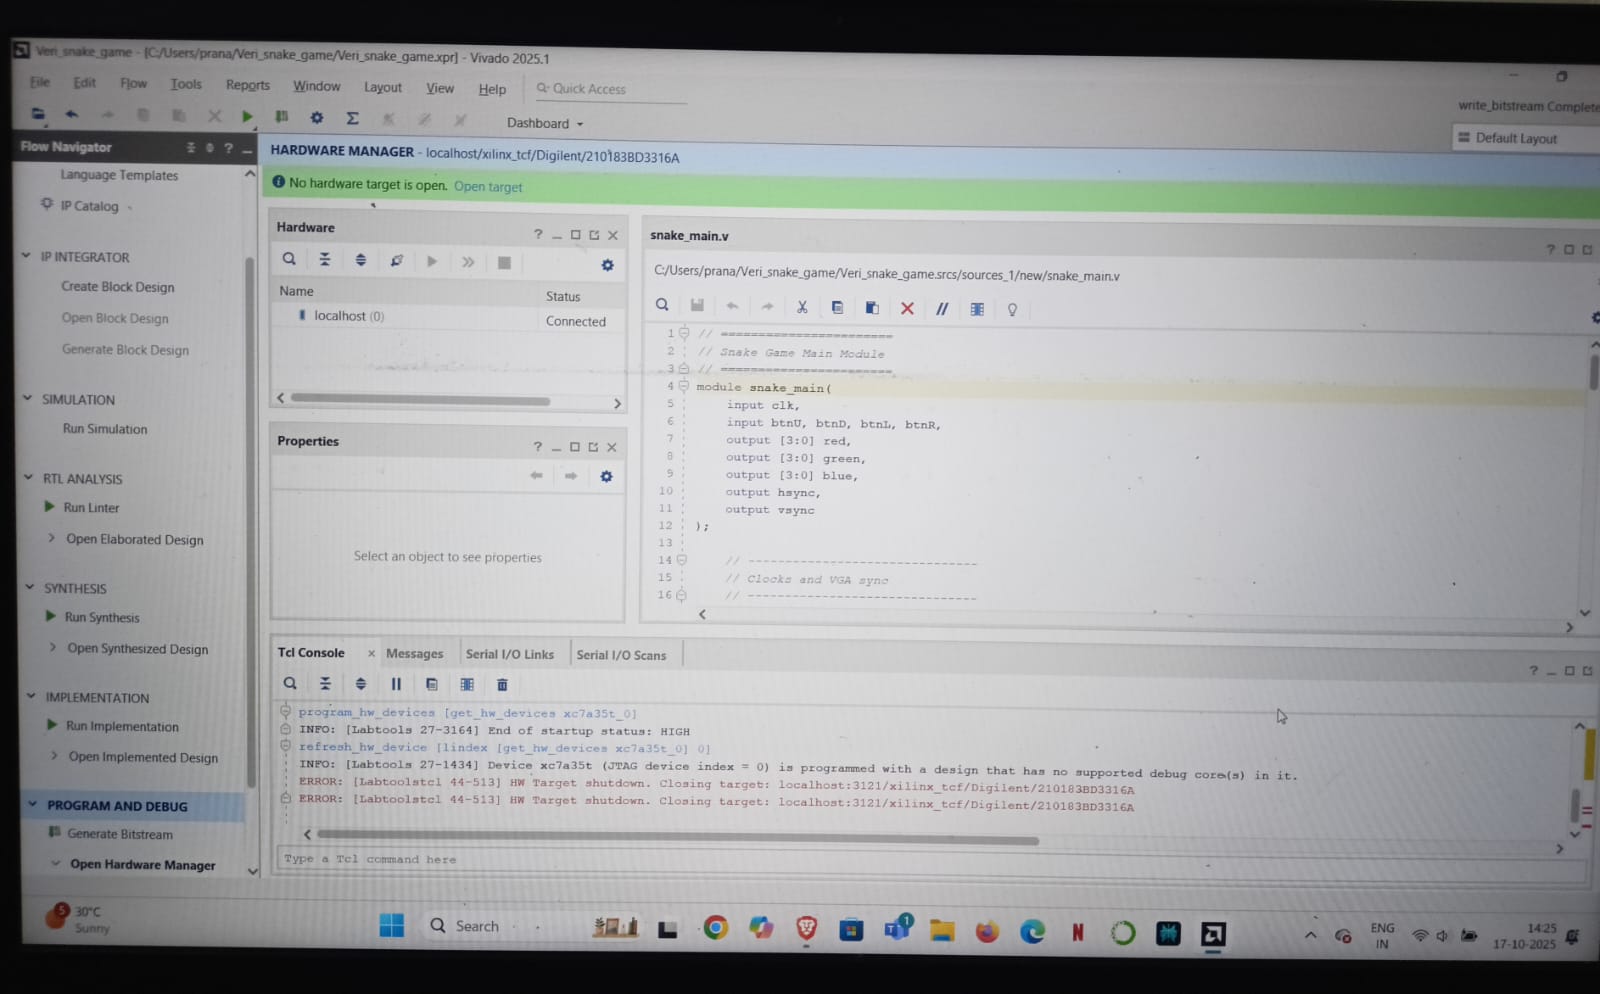 Veri_snake_game - [C:/Users/prana/Veri_snake_game/Veri_snake_game.xpr] - Vivado 2025.1
File Edit Flow Tools Reports Window Layout View Help Quick Access
write_bitstream Complete
Dashboard
Default Layout
Flow Navigator
HARDWARE MANAGER - localhost/xilinx_tcf/Digilent/210183BD3316A
Language Templates
IP Catalog
IP INTEGRATOR
Create Block Design
Open Block Design
Generate Block Design
SIMULATION
Run Simulation
RTL ANALYSIS
Run Linter
Open Elaborated Design
SYNTHESIS
Run Synthesis
Open Synthesized Design
IMPLEMENTATION
Run Implementation
Open Implemented Design
PROGRAM AND DEBUG
Generate Bitstream
Open Hardware Manager
No hardware target is open. Open target
Hardware
Name Status
localhost (0) Connected
Properties
Select an object to see properties
snake_main.v
C:/Users/prana/Veri_snake_game/Veri_snake_game.srcs/sources_1/new/snake_main.v
1 // =======================
2 // Snake Game Main Module
3 // =======================
4 module snake_main(
5 input clk,
6 input btnU, btnD, btnL, btnR,
7 output [3:0] red,
8 output [3:0] green,
9 output [3:0] blue,
10 output hsync,
11 output vsync
12 );
13
14 // -------------------------------
15 // Clocks and VGA sync
16 // -------------------------------
Tcl Console Messages Serial I/O Links Serial I/O Scans
program_hw_devices [get_hw_devices xc7a35t_0]
INFO: [Labtools 27-3164] End of startup status: HIGH
refresh_hw_device [lindex [get_hw_devices xc7a35t_0] 0]
INFO: [Labtools 27-1434] Device xc7a35t (JTAG device index = 0) is programmed with a design that has no supported debug core(s) in it.
ERROR: [Labtoolstcl 44-513] HW Target shutdown. Closing target: localhost:3121/xilinx_tcf/Digilent/210183BD3316A
ERROR: [Labtoolstcl 44-513] HW Target shutdown. Closing target: localhost:3121/xilinx_tcf/Digilent/210183BD3316A
Type a Tcl command here
5
30°C
Sunny
Search
1
ENG
IN
14:25
17-10-2025